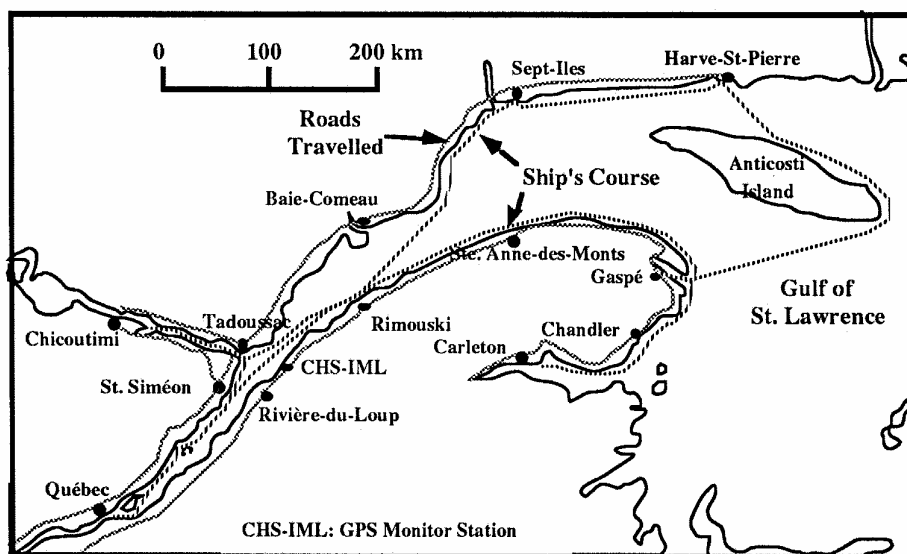 0 100 200 km
Harve-St-Pierre
Sept-Iles
Roads
Travelled
Anticosti
Island
Ship's Course
Baie-Comeau
Ste. Anne-des-Monts
Gaspé
Gulf of
St. Lawrence
Tadoussac
Rimouski
Chandler
Chicoutimi
Carleton
CHS-IML
St. Siméon
Rivière-du-Loup
Québec
CHS-IML: GPS Monitor Station